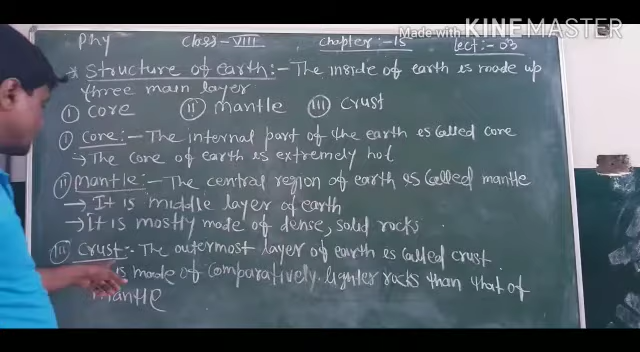 Made with KINEMASTER
Phy Class:-VIII Chapter:-15 Lect:-03
* Structure of earth:- The inside of earth is made up
three main layer
(i) Core (ii) mantle (iii) Crust
(i) Core:- The internal part of the earth is called core
→ The core of earth is extremely hot
(ii) Mantle:- The central region of earth is called mantle
→ It is middle layer of earth
→ It is mostly made of dense, solid rocks
(iii) Crust:- The outermost layer of earth is called crust
is made of comparatively lighter rocks than that of
mantle